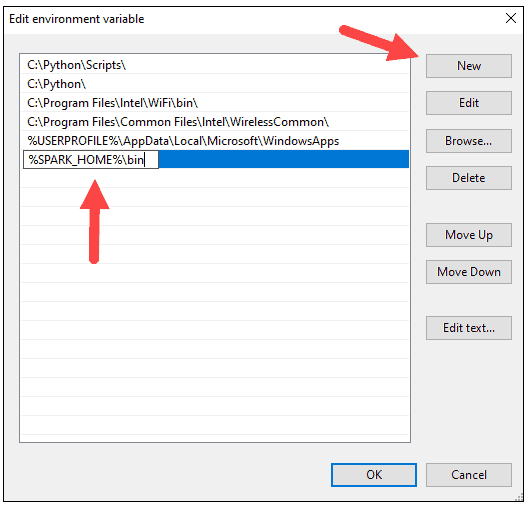 Edit environment variable
C:\Python\Scripts\
New
C:\Python\
C:\Program Files\Intel\WiFi\bin\
Edit
C:\Program Files\Common Files\Intel\WirelessCommon\
%USERPROFILE%\AppData\Local\Microsoft\WindowsApps
Browse...
%SPARK_HOME%\bin
Delete
Move Up
Move Down
Edit text...
OK
Cancel